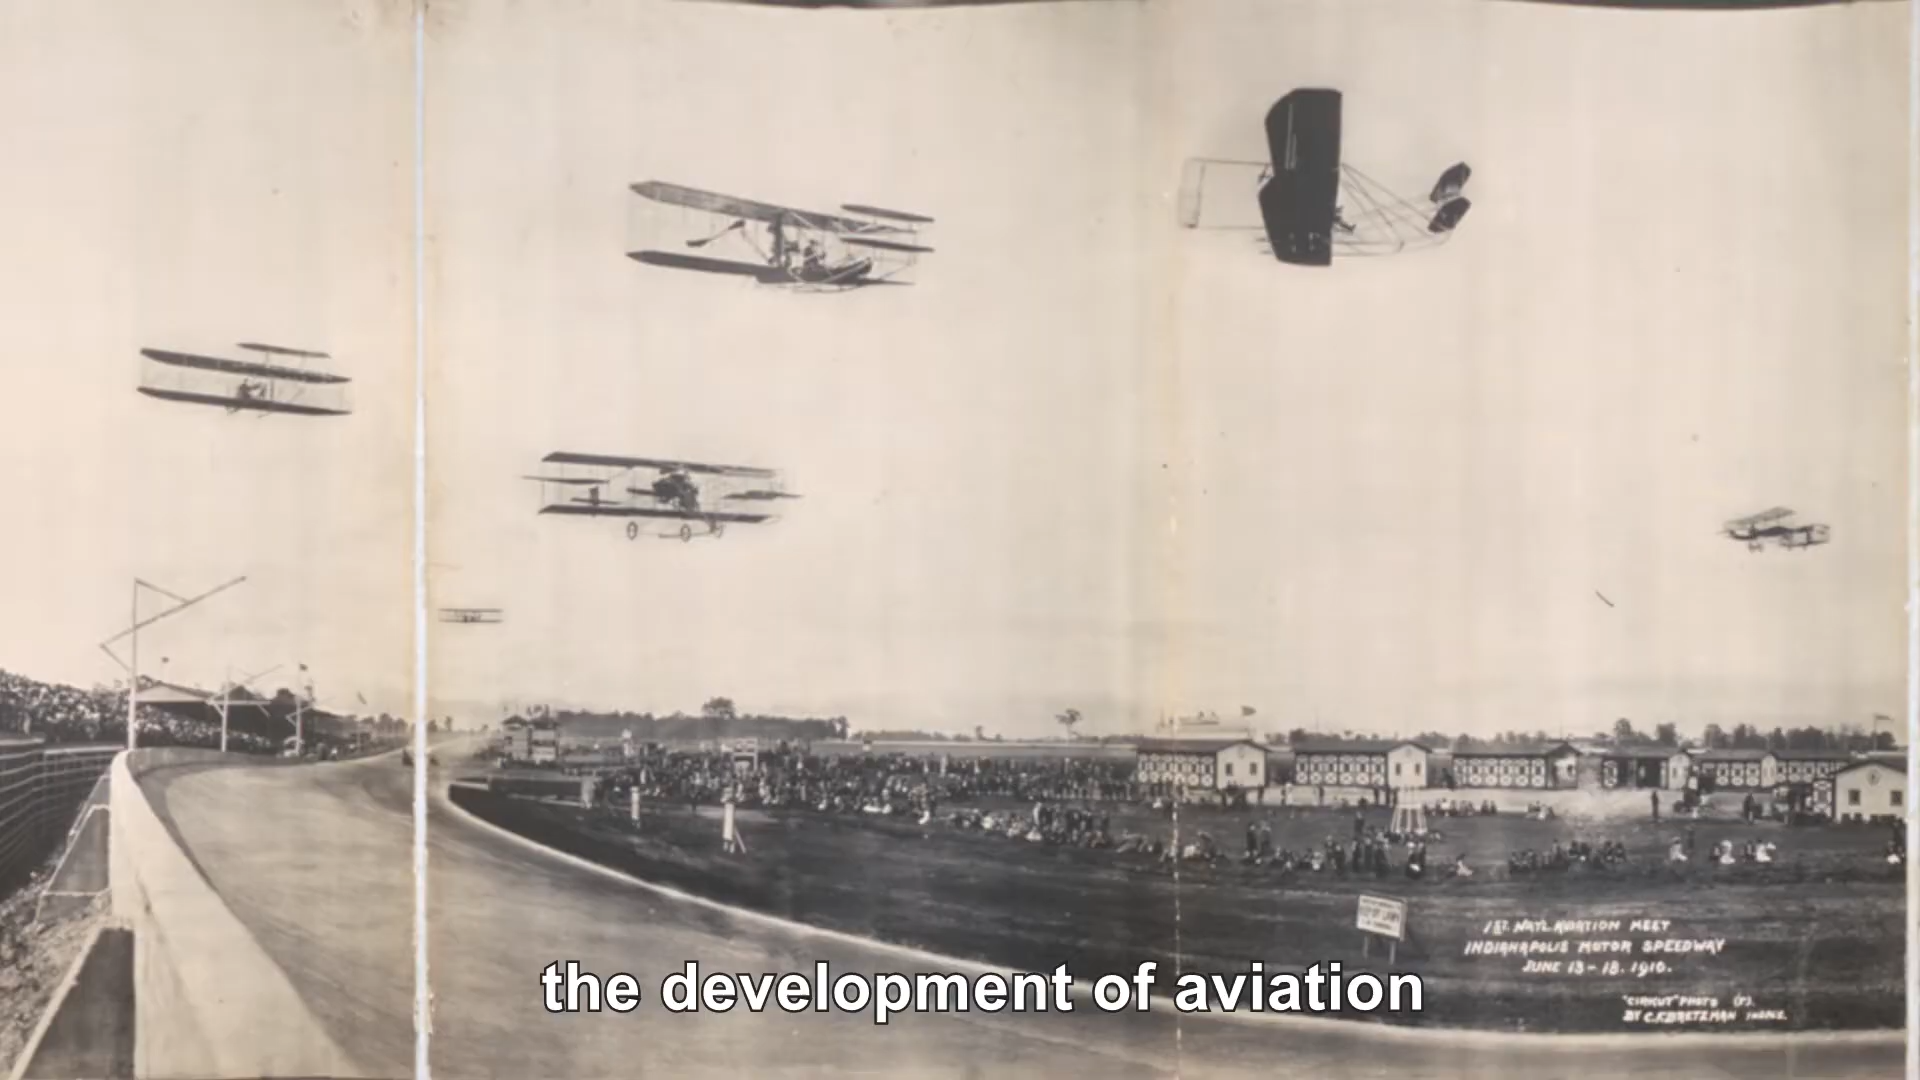 1ST. NAT'L AVIATION MEET
INDIANAPOLIS MOTOR SPEEDWAY
JUNE 13-18. 1910.
"CIRKUT" PHOTO
BY C.F. BRETZMAN INDPLS.
the development of aviation